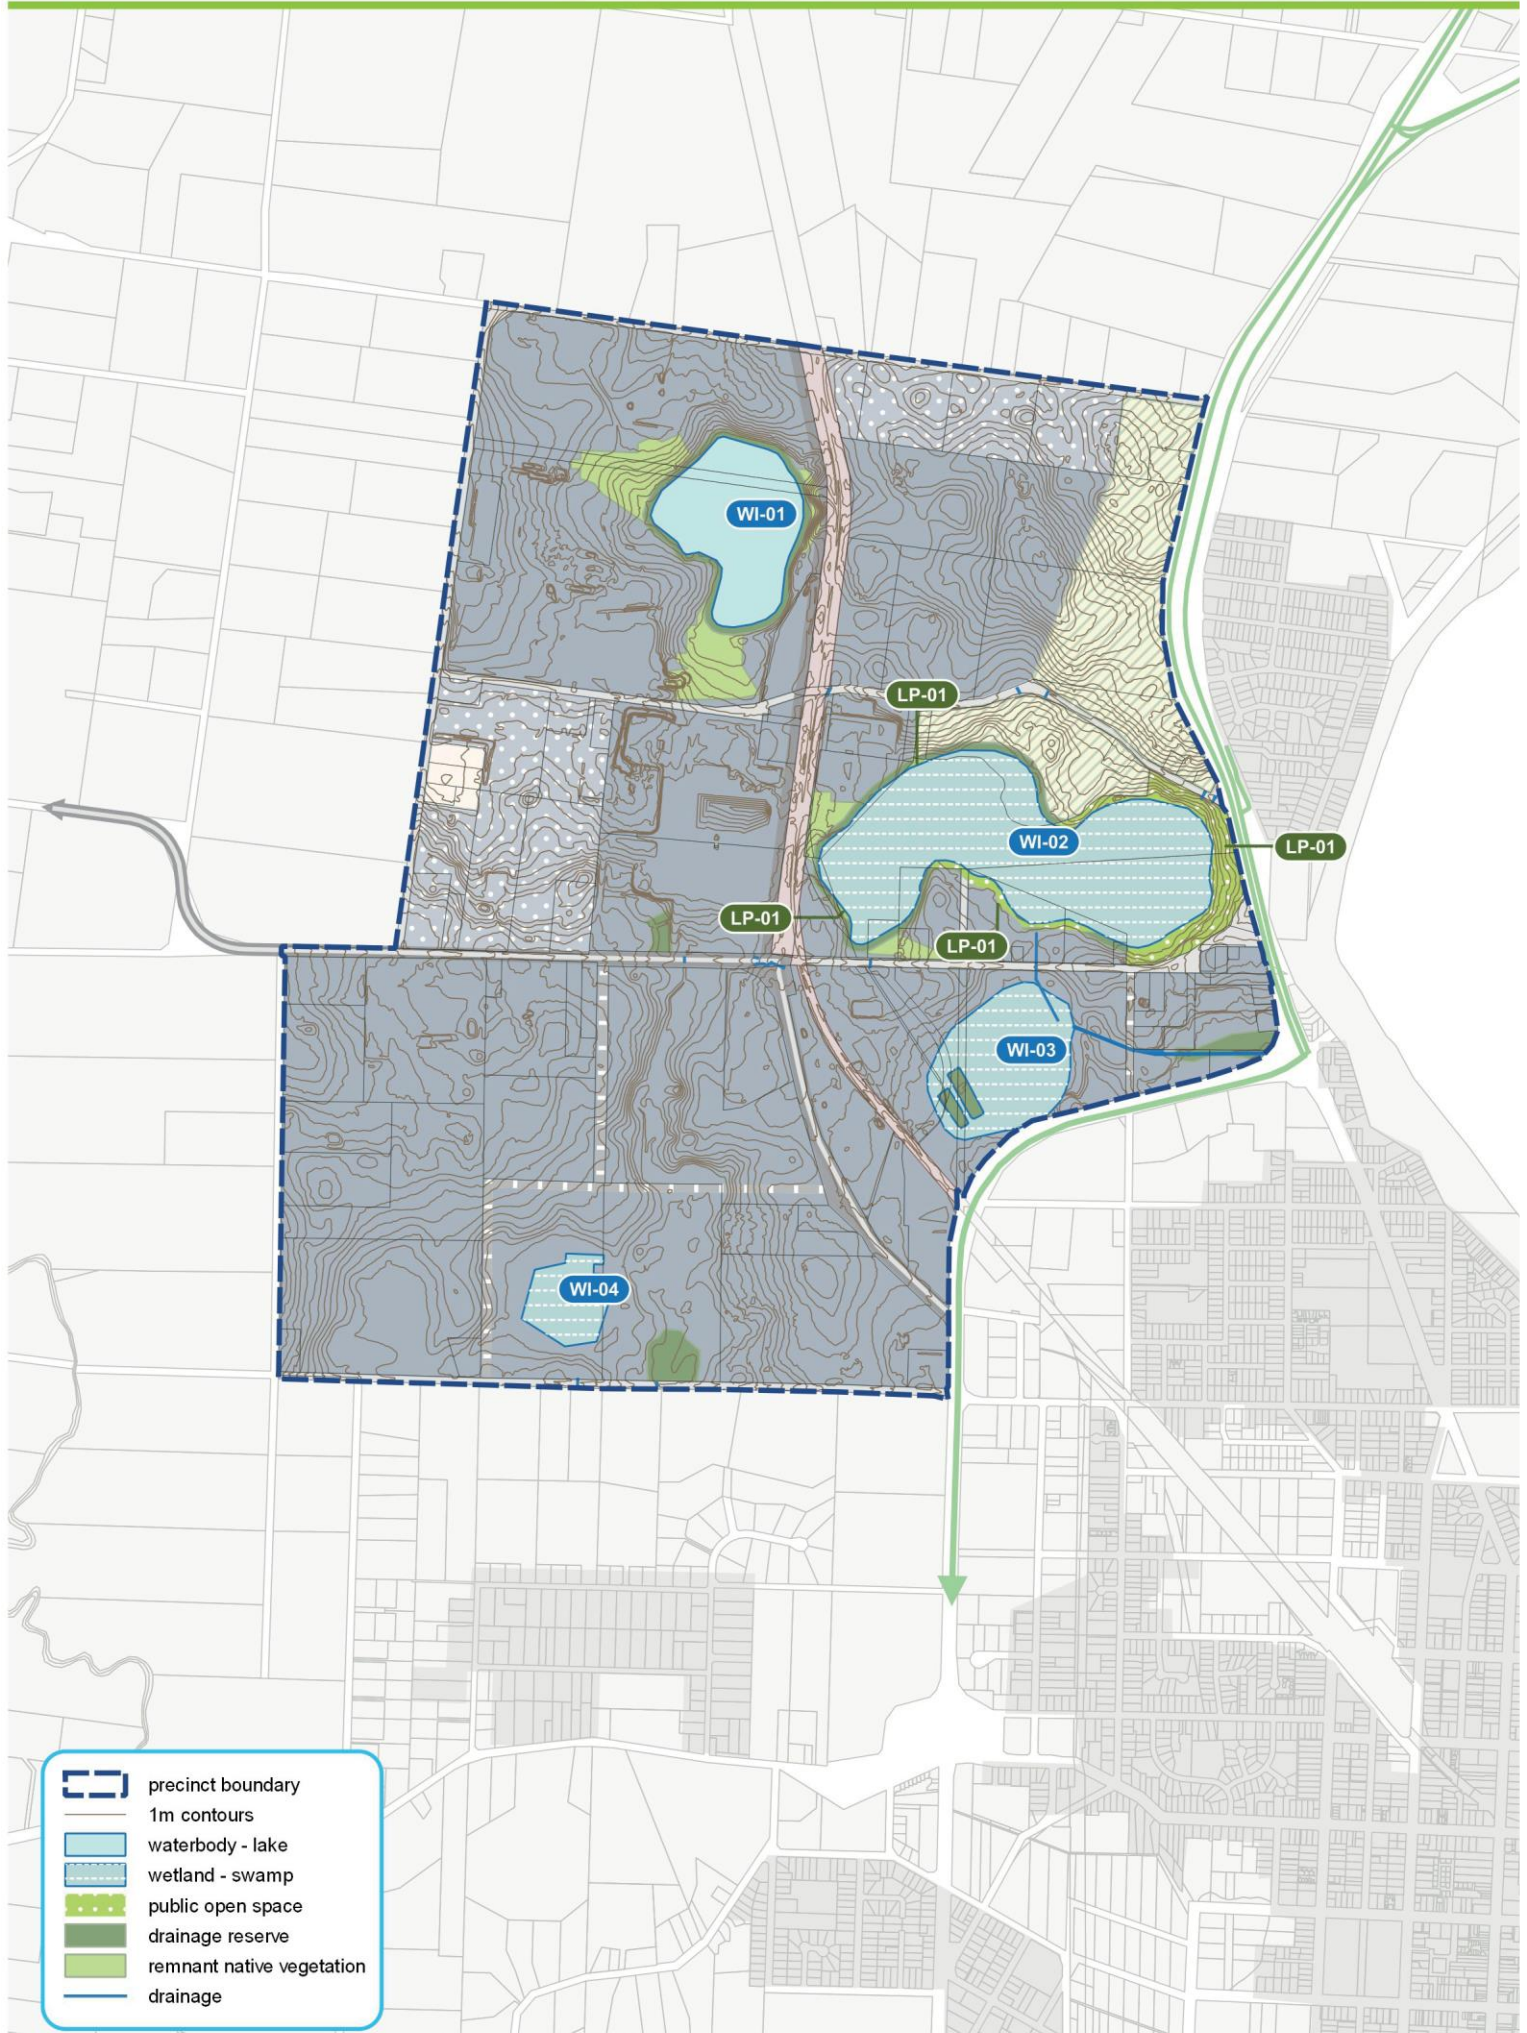 WI-01
LP-01
WI-02
LP-01
LP-01
LP-01
WI-03
WI-04
precinct boundary
1m contours
waterbody - lake
wetland - swamp
public open space
drainage reserve
remnant native vegetation
drainage